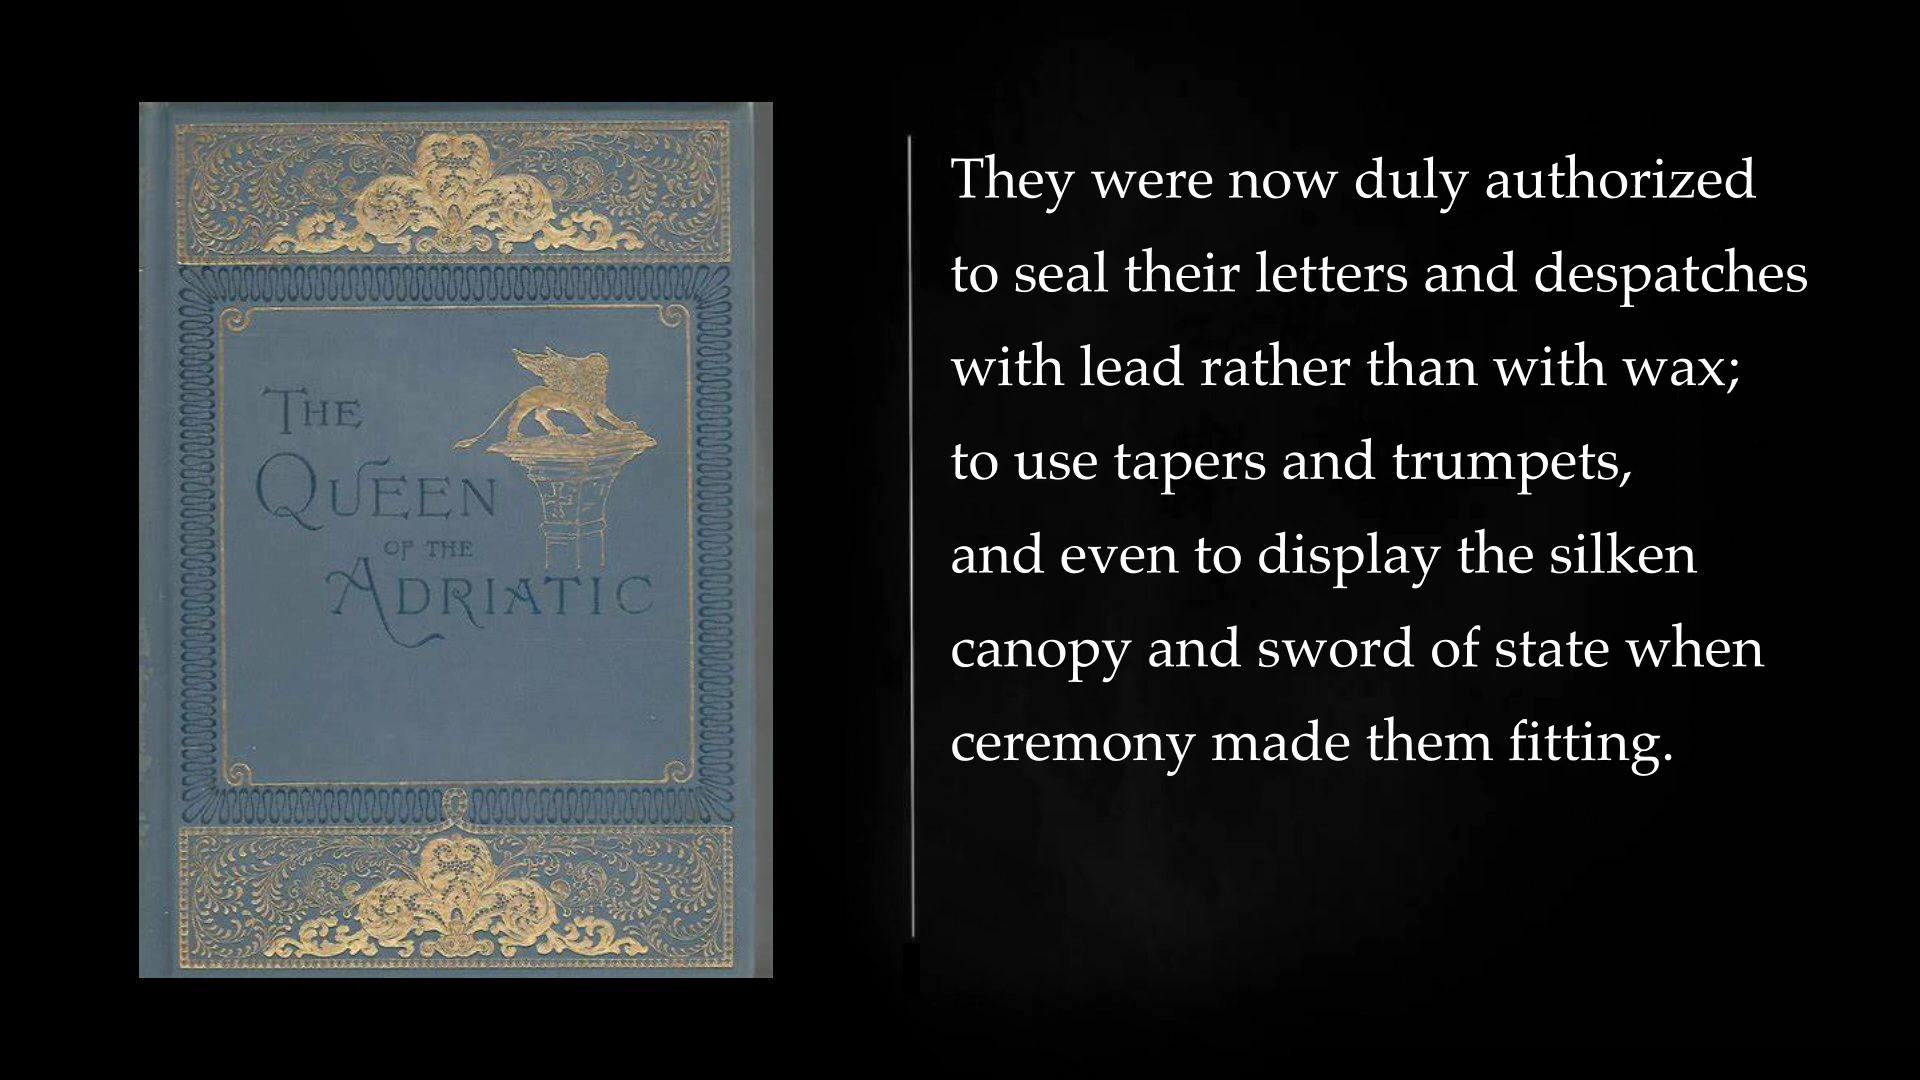 The
Queen
of the
Adriatic
They were now duly authorized
to seal their letters and despatches
with lead rather than with wax;
to use tapers and trumpets,
and even to display the silken
canopy and sword of state when
ceremony made them fitting.